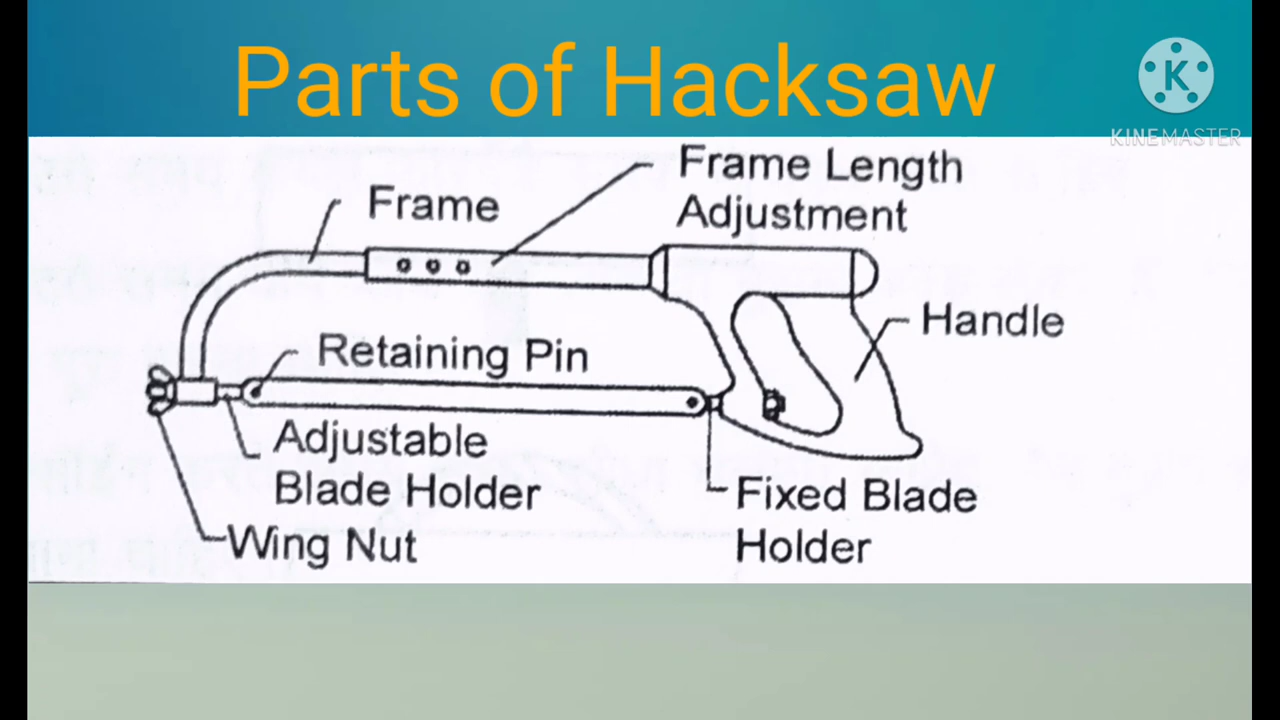 Parts of Hacksaw
K
KINEMASTER
Frame Length
Adjustment
Frame
Handle
Retaining Pin
Adjustable
Blade Holder
Fixed Blade
Holder
Wing Nut